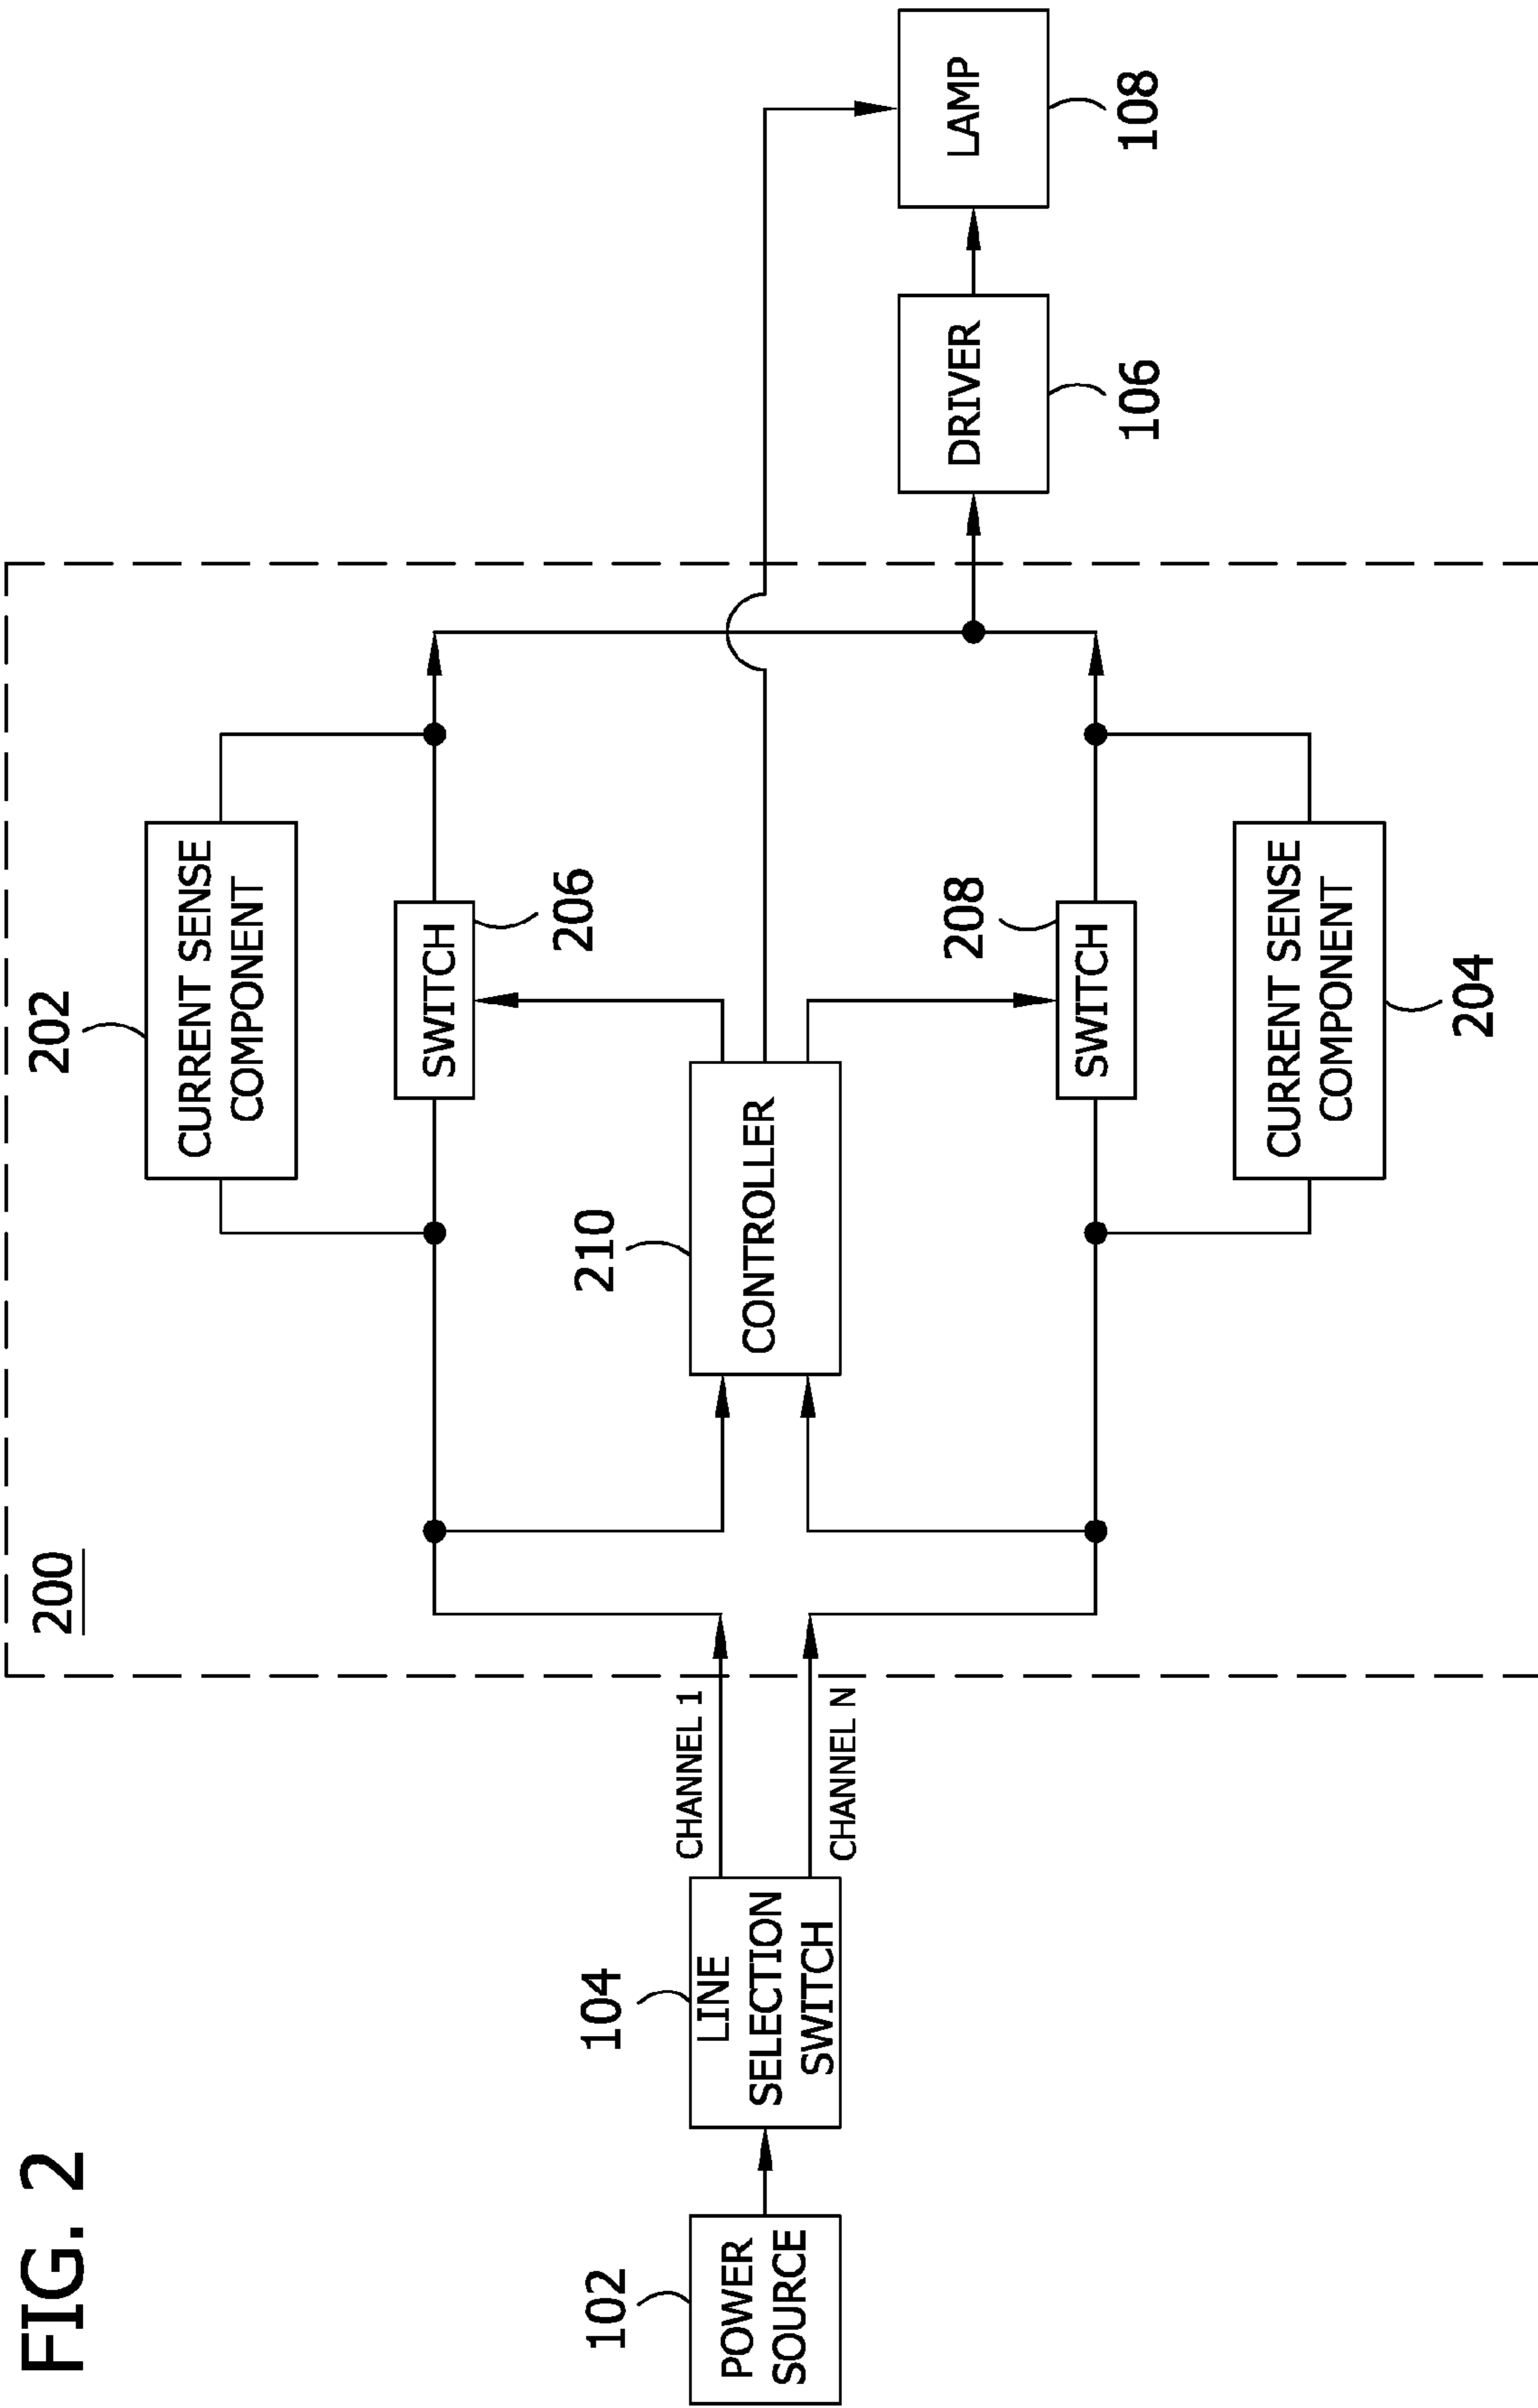 FIG. 2
200
202
CURRENT SENSE
COMPONENT
SWITCH
206
102
POWER
SOURCE
104
LINE
SELECTION
SWITCH
CHANNEL 1
CHANNEL N
210
CONTROLLER
208
SWITCH
CURRENT SENSE
COMPONENT
204
DRIVER
106
LAMP
108